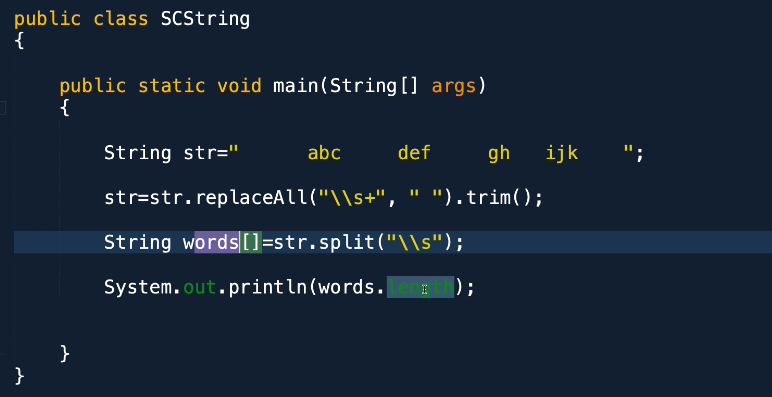 public class SCString
{
public static void main(String[] args)
{
String str="      abc     def     gh   ijk    ";
str=str.replaceAll("\\s+", " ").trim();
String words[]=str.split("\\s");
System.out.println(words.length);
}
}